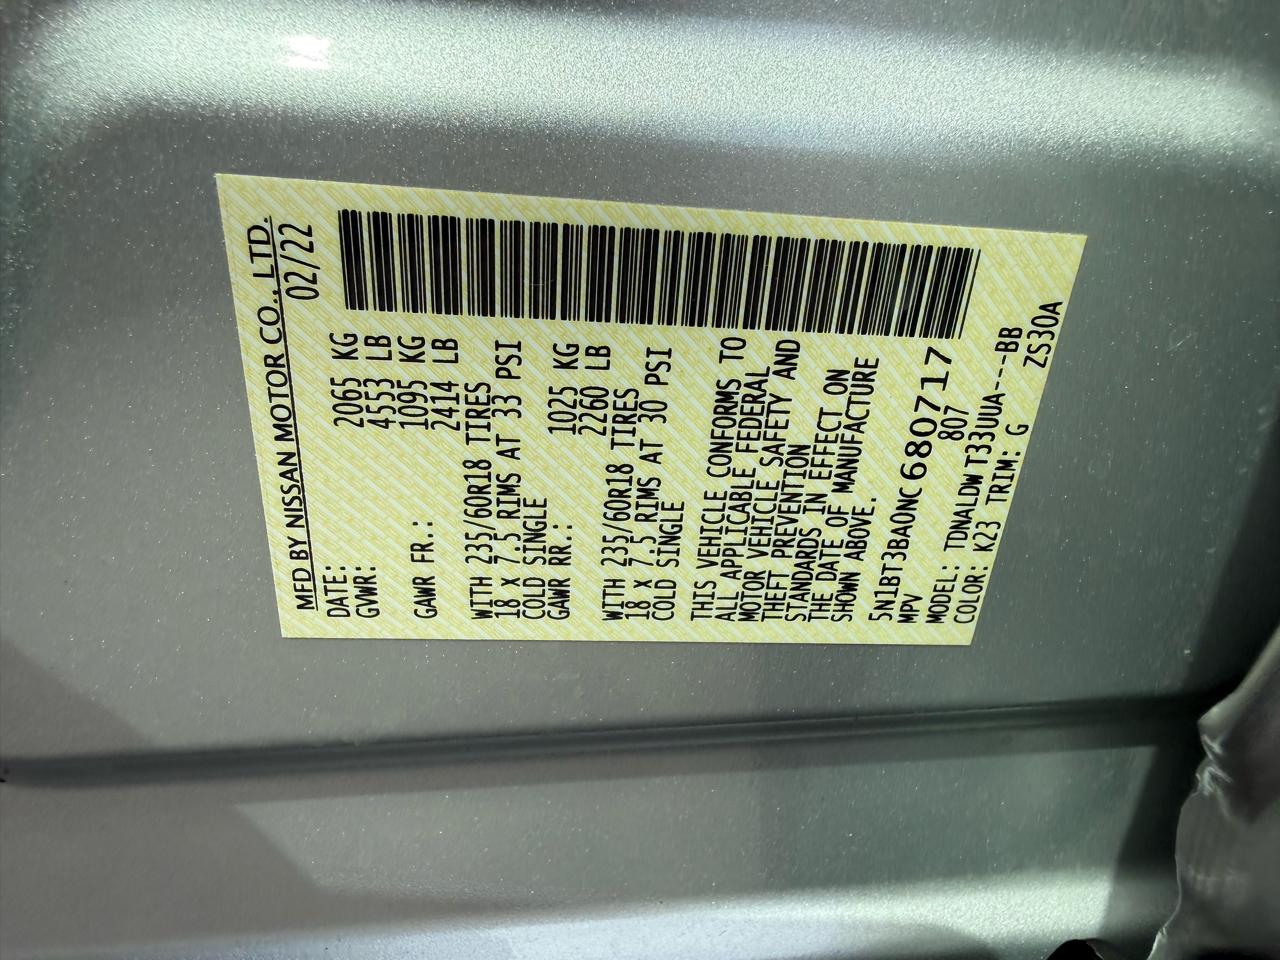 MFD BY NISSAN MOTOR CO., LTD.
DATE: 02/22
GVWR: 2065 KG
4553 LB
GAWR FR.: 1095 KG
2414 LB
WITH 235/60R18 TIRES
18 X 7.5 RIMS AT 33 PSI
COLD SINGLE
GAWR RR.: 1025 KG
2260 LB
WITH 235/60R18 TIRES
18 X 7.5 RIMS AT 30 PSI
COLD SINGLE
THIS VEHICLE CONFORMS TO
ALL APPLICABLE FEDERAL
MOTOR VEHICLE SAFETY AND
THEFT PREVENTION
STANDARDS IN EFFECT ON
THE DATE OF MANUFACTURE
SHOWN ABOVE.
5N1BT3BA0NC680717
MPV 807
MODEL: TDNALDWT33UUA---BB
COLOR: K23 TRIM: G ZS30A